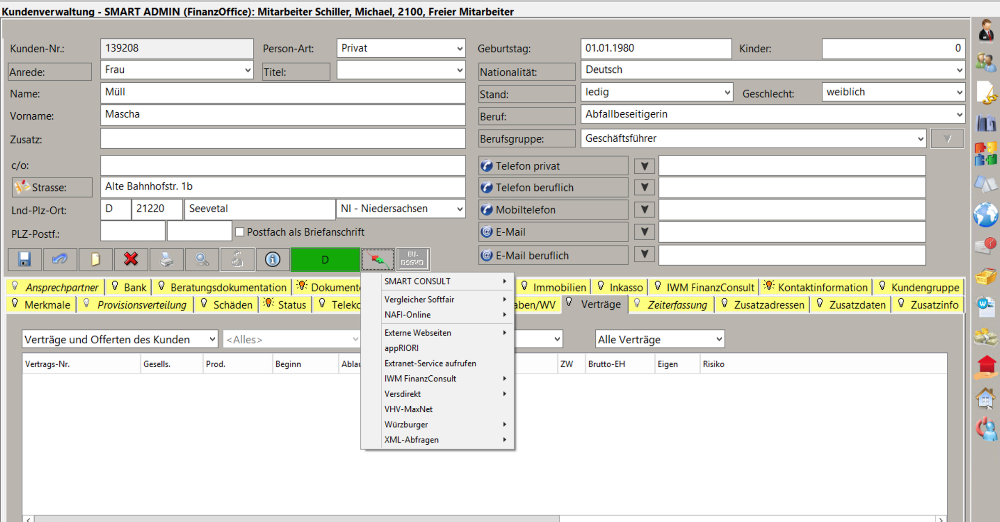 Kundenverwaltung - SMART ADMIN (FinanzOffice): Mitarbeiter Schiller, Michael, 2100, Freier Mitarbeiter
Kunden-Nr.: 139208 Person-Art: Privat Geburtstag: 01.01.1980 Kinder: 0
Anrede: Frau Titel: Nationalität: Deutsch
Name: Müll Stand: ledig Geschlecht: weiblich
Vorname: Mascha Beruf: Abfallbeseitigerin
Zusatz: Berufsgruppe: Geschäftsführer
c/o: Telefon privat
Strasse: Alte Bahnhofstr. 1b Telefon beruflich
Lnd-Plz-Ort: D 21220 Seevetal NI - Niedersachsen Mobiltelefon
PLZ-Postf.: Postfach als Briefanschrift E-Mail
D EU-DSGVO E-Mail beruflich
Ansprechpartner Bank Beratungsdokumentation Dokumente Immobilien Inkasso IWM FinanzConsult Kontaktinformation Kundengruppe
Merkmale Provisionsverteilung Schäden Status Teleko aben/WV Verträge Zeiterfassung Zusatzadressen Zusatzdaten Zusatzinfo
SMART CONSULT
Vergleicher Softfair
NAFI-Online
Externe Webseiten
appRIORI
Extranet-Service aufrufen
IWM FinanzConsult
Versdirekt
VHV-MaxNet
Würzburger
XML-Abfragen
Verträge und Offerten des Kunden <Alles> Alle Verträge
Vertrags-Nr. Gesells. Prod. Beginn Ablau ZW Brutto-EH Eigen Risiko